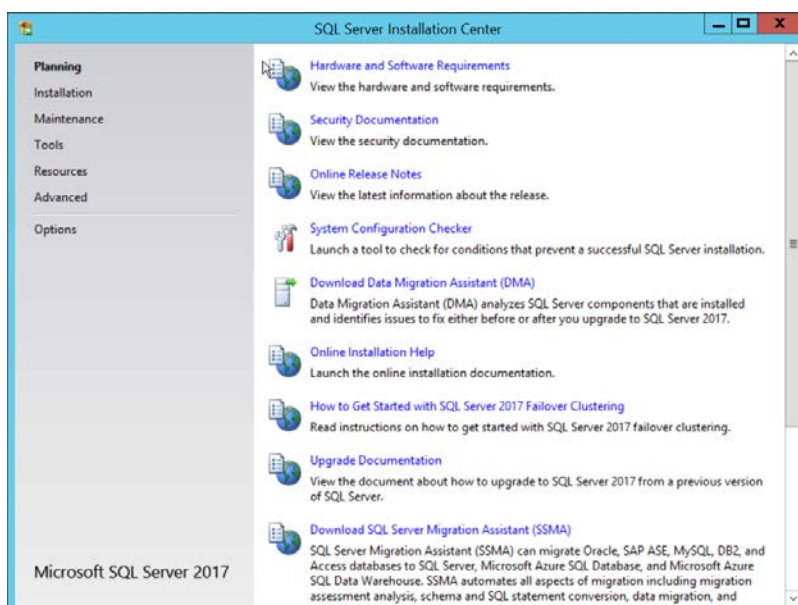 SQL Server Installation Center
Planning
Installation
Maintenance
Tools
Resources
Advanced
Options
Microsoft SQL Server 2017
Hardware and Software Requirements
View the hardware and software requirements.
Security Documentation
View the security documentation.
Online Release Notes
View the latest information about the release.
System Configuration Checker
Launch a tool to check for conditions that prevent a successful SQL Server installation.
Download Data Migration Assistant (DMA)
Data Migration Assistant (DMA) analyzes SQL Server components that are installed
and identifies issues to fix either before or after you upgrade to SQL Server 2017.
Online Installation Help
Launch the online installation documentation.
How to Get Started with SQL Server 2017 Failover Clustering
Read instructions on how to get started with SQL Server 2017 failover clustering.
Upgrade Documentation
View the document about how to upgrade to SQL Server 2017 from a previous version
of SQL Server.
Download SQL Server Migration Assistant (SSMA)
SQL Server Migration Assistant (SSMA) can migrate Oracle, SAP ASE, MySQL, DB2, and
Access databases to SQL Server, Microsoft Azure SQL Database, and Microsoft Azure
SQL Data Warehouse. SSMA automates all aspects of migration including migration
assessment analysis, schema and SQL statement conversion, data migration, and